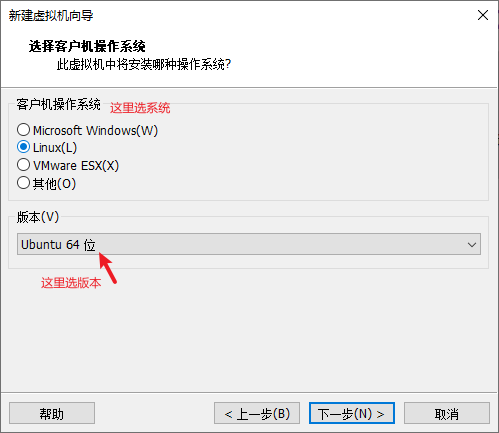 新建虚拟机向导
选择客户机操作系统
此虚拟机中将安装哪种操作系统?
客户机操作系统 这里选系统
Microsoft Windows(W)
Linux(L)
VMware ESX(X)
其他(O)
版本(V)
Ubuntu 64 位
这里选版本
帮助 < 上一步(B) 下一步(N) > 取消